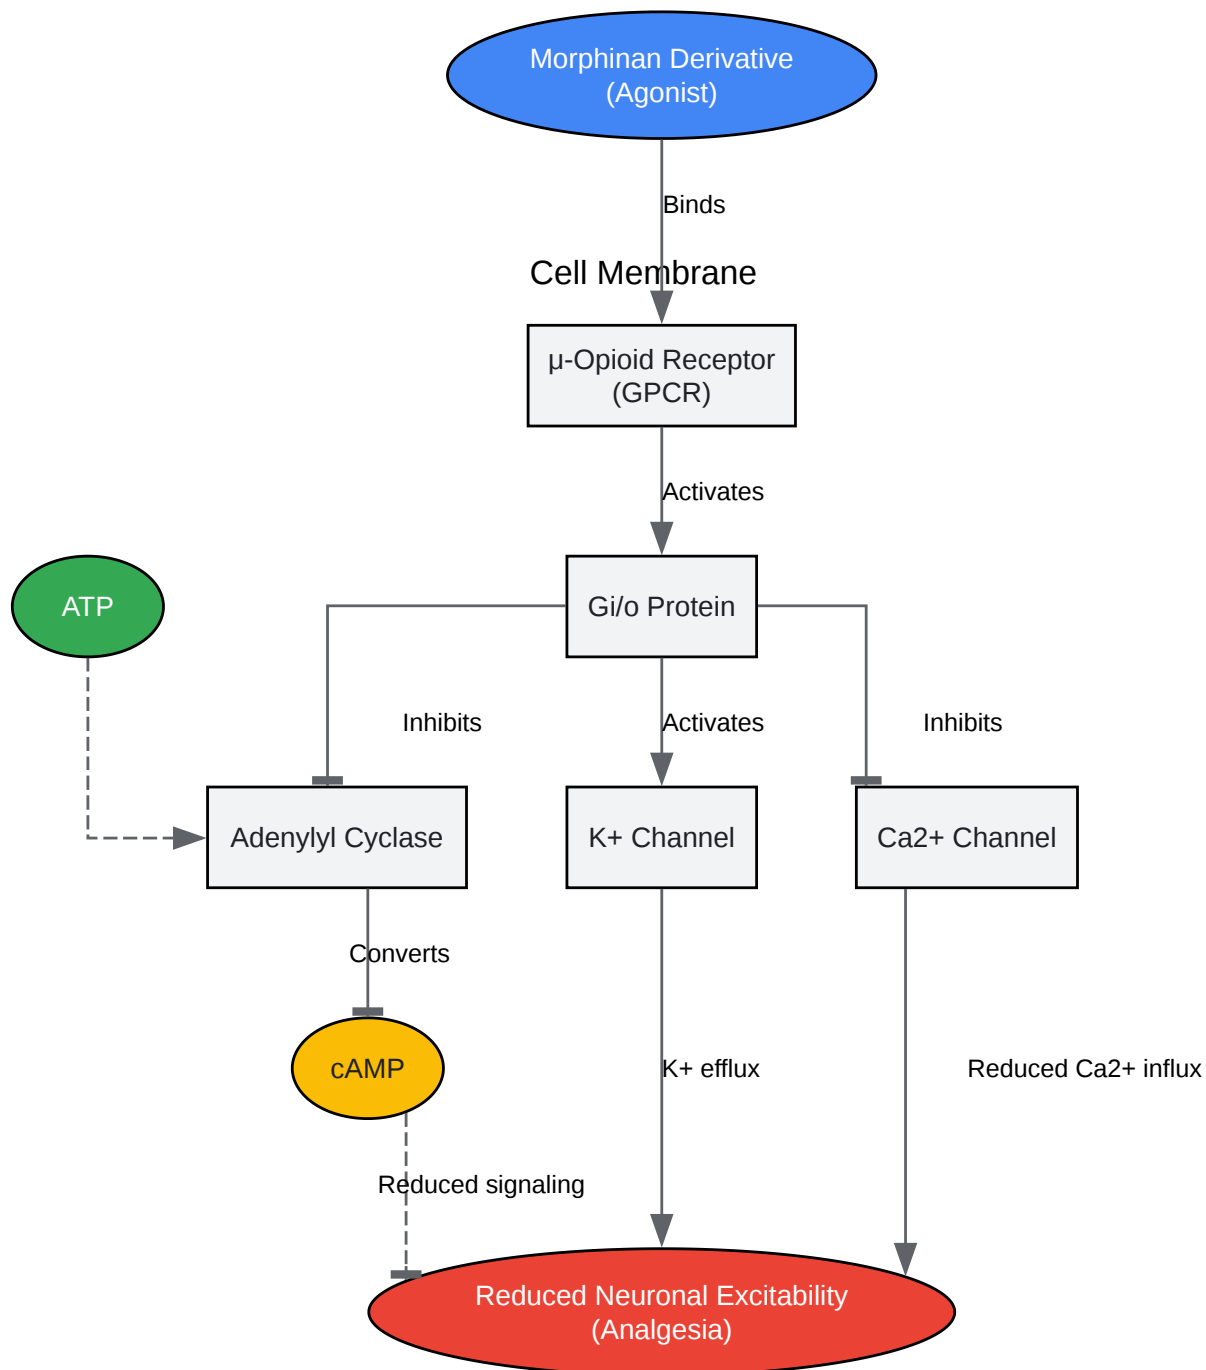 Morphinan Derivative
(Agonist)
Binds
Cell Membrane
μ-Opioid Receptor
(GPCR)
Activates
ATP
Gi/o Protein
Inhibits
Activates
Inhibits
Adenylyl Cyclase
K+ Channel
Ca2+ Channel
Converts
cAMP
K+ efflux
Reduced Ca2+ influx
Reduced signaling
Reduced Neuronal Excitability
(Analgesia)